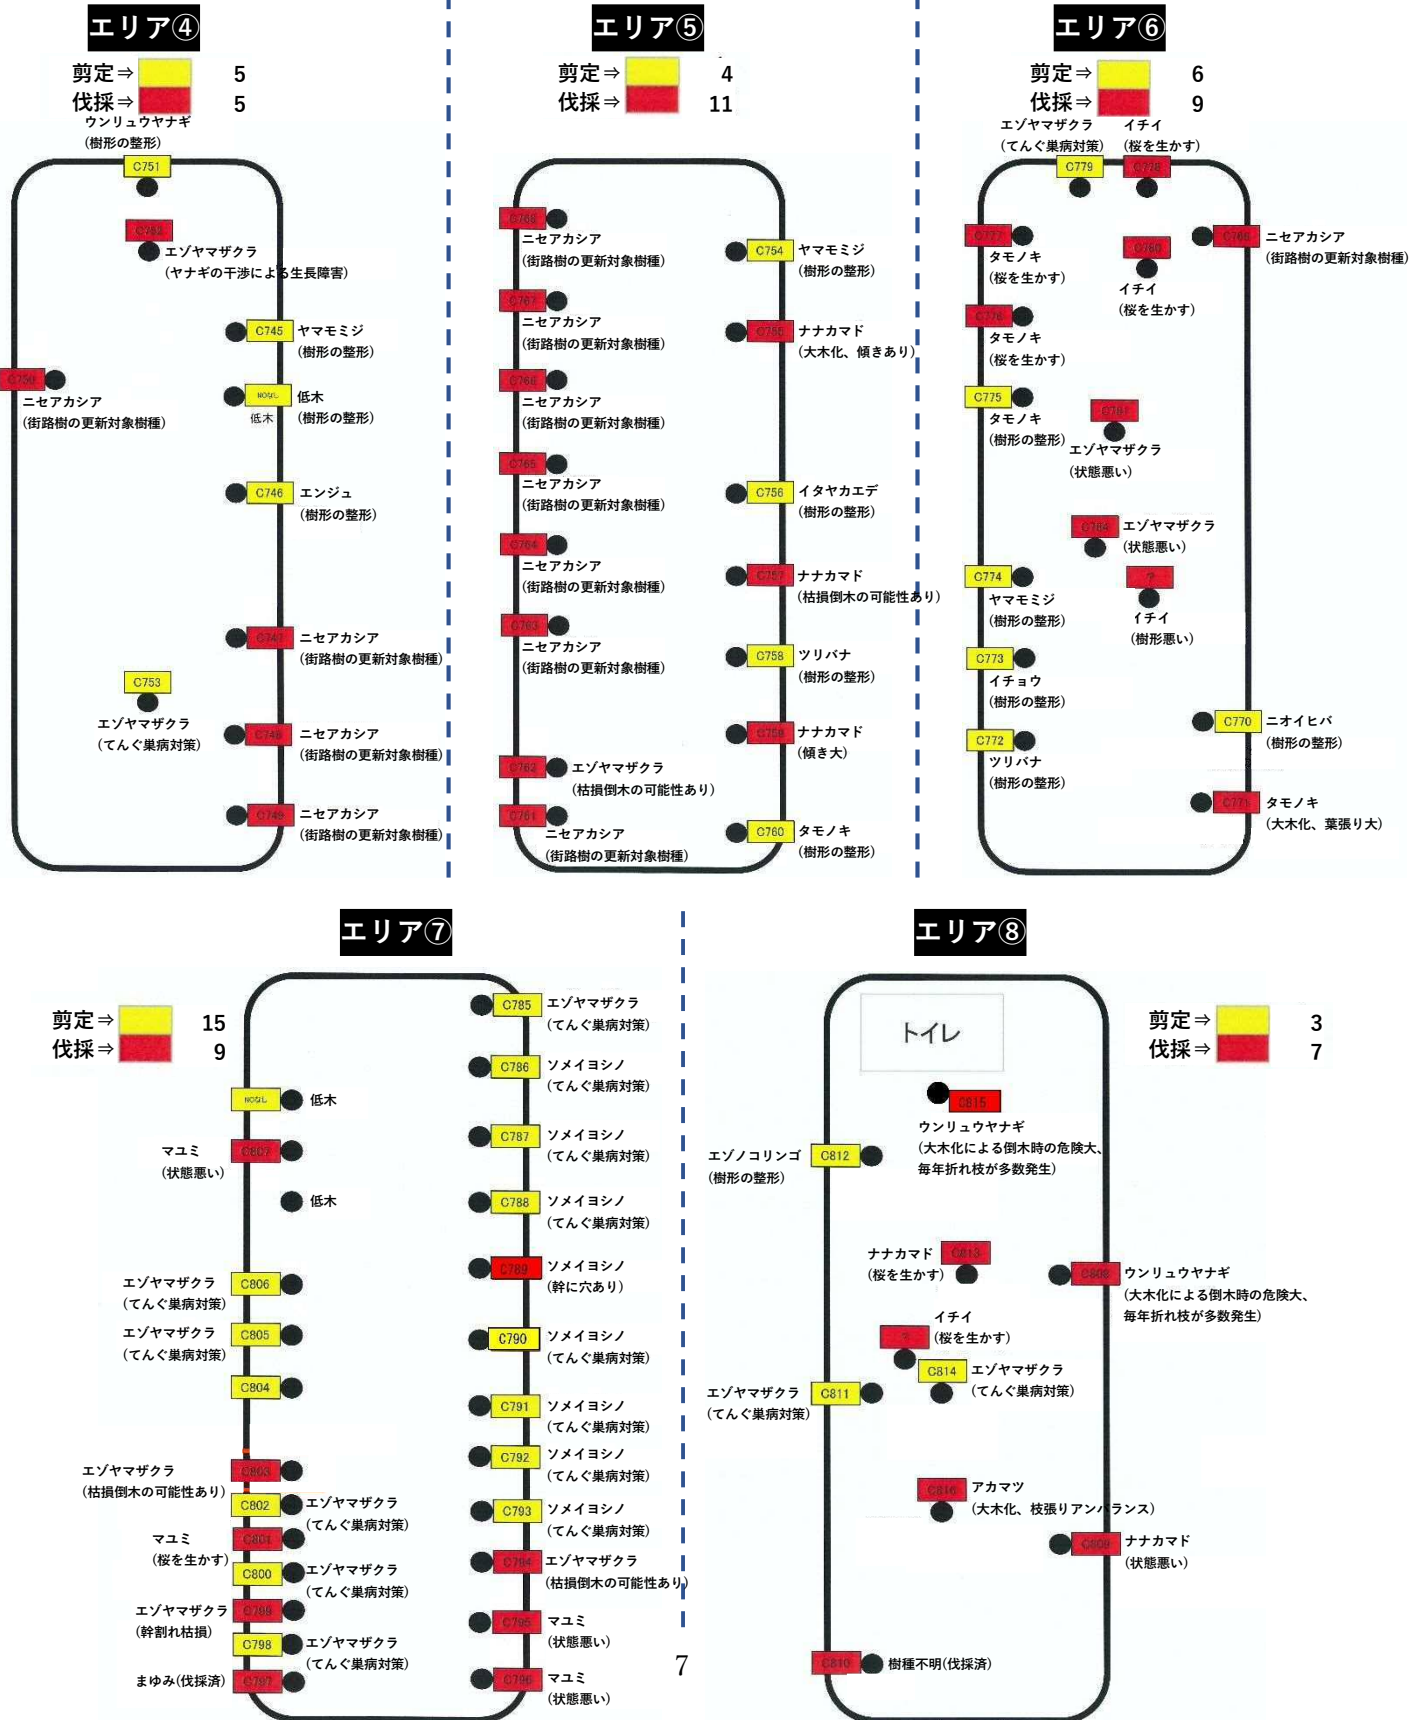 エリア④
剪定⇒ 5
伐採⇒ 5
ウンリュウヤナギ
(樹形の整形)
C751
C752
エゾヤマザクラ
(ヤナギの干渉による生長障害)
C745
ヤマモミジ
(樹形の整形)
C750
ニセアカシア
(街路樹の更新対象樹種)
NOなし
低木
低木
(樹形の整形)
C746
エンジュ
(樹形の整形)
C747
ニセアカシア
(街路樹の更新対象樹種)
C753
エゾヤマザクラ
(てんぐ巣病対策)
C748
ニセアカシア
(街路樹の更新対象樹種)
C749
ニセアカシア
(街路樹の更新対象樹種)
エリア⑤
剪定⇒ 4
伐採⇒ 11
C768
ニセアカシア
(街路樹の更新対象樹種)
C767
ニセアカシア
(街路樹の更新対象樹種)
C766
ニセアカシア
(街路樹の更新対象樹種)
C765
ニセアカシア
(街路樹の更新対象樹種)
C764
ニセアカシア
(街路樹の更新対象樹種)
C763
ニセアカシア
(街路樹の更新対象樹種)
C762
エゾヤマザクラ
(枯損倒木の可能性あり)
C761
ニセアカシア
(街路樹の更新対象樹種)
C754
ヤマモミジ
(樹形の整形)
C755
ナナカマド
(大木化、傾きあり)
C756
イタヤカエデ
(樹形の整形)
C757
ナナカマド
(枯損倒木の可能性あり)
C758
ツリバナ
(樹形の整形)
C759
ナナカマド
(傾き大)
C760
タモノキ
(樹形の整形)
エリア⑥
剪定⇒ 6
伐採⇒ 9
エゾヤマザクラ
(てんぐ巣病対策)
C779
イチイ
(桜を生かす)
C778
C777
タモノキ
(桜を生かす)
C780
イチイ
(桜を生かす)
C769
ニセアカシア
(街路樹の更新対象樹種)
C776
タモノキ
(桜を生かす)
C775
タモノキ
(樹形の整形)
C781
エゾヤマザクラ
(状態悪い)
C784
エゾヤマザクラ
(状態悪い)
?
イチイ
(樹形悪い)
C774
ヤマモミジ
(樹形の整形)
C773
イチョウ
(樹形の整形)
C772
ツリバナ
(樹形の整形)
C770
ニオイヒバ
(樹形の整形)
C771
タモノキ
(大木化、葉張り大)
エリア⑦
剪定⇒ 15
伐採⇒ 9
NOなし
低木
マユミ
(状態悪い)
C807
低木
エゾヤマザクラ
(てんぐ巣病対策)
C806
エゾヤマザクラ
(てんぐ巣病対策)
C805
C804
エゾヤマザクラ
(枯損倒木の可能性あり)
C803
C802
エゾヤマザクラ
(てんぐ巣病対策)
マユミ
(桜を生かす)
C801
C800
エゾヤマザクラ
(てんぐ巣病対策)
エゾヤマザクラ
(幹割れ枯損)
C799
C798
エゾヤマザクラ
(てんぐ巣病対策)
まゆみ(伐採済)
C797
C785
エゾヤマザクラ
(てんぐ巣病対策)
C786
ソメイヨシノ
(てんぐ巣病対策)
C787
ソメイヨシノ
(てんぐ巣病対策)
C788
ソメイヨシノ
(てんぐ巣病対策)
C789
ソメイヨシノ
(幹に穴あり)
C790
ソメイヨシノ
(てんぐ巣病対策)
C791
ソメイヨシノ
(てんぐ巣病対策)
C792
ソメイヨシノ
(てんぐ巣病対策)
C793
ソメイヨシノ
(てんぐ巣病対策)
C794
エゾヤマザクラ
(枯損倒木の可能性あり)
C795
マユミ
(状態悪い)
C796
マユミ
(状態悪い)
エリア⑧
剪定⇒ 3
伐採⇒ 7
トイレ
C815
ウンリュウヤナギ
(大木化による倒木時の危険大、
毎年折れ枝が多数発生)
エゾノコリンゴ
(樹形の整形)
C812
ナナカマド
(桜を生かす)
C813
C808
ウンリュウヤナギ
(大木化による倒木時の危険大、
毎年折れ枝が多数発生)
イチイ
(桜を生かす)
?
C814
エゾヤマザクラ
(てんぐ巣病対策)
エゾヤマザクラ
(てんぐ巣病対策)
C811
C816
アカマツ
(大木化、枝張りアンバランス)
C809
ナナカマド
(状態悪い)
C810
樹種不明(伐採済)
7